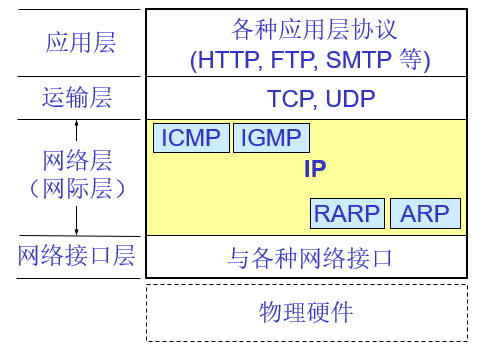 应用层
各种应用层协议
(HTTP, FTP, SMTP 等)
运输层
TCP, UDP
网络层
（网际层）
ICMP
IGMP
IP
RARP
ARP
网络接口层
与各种网络接口
物理硬件